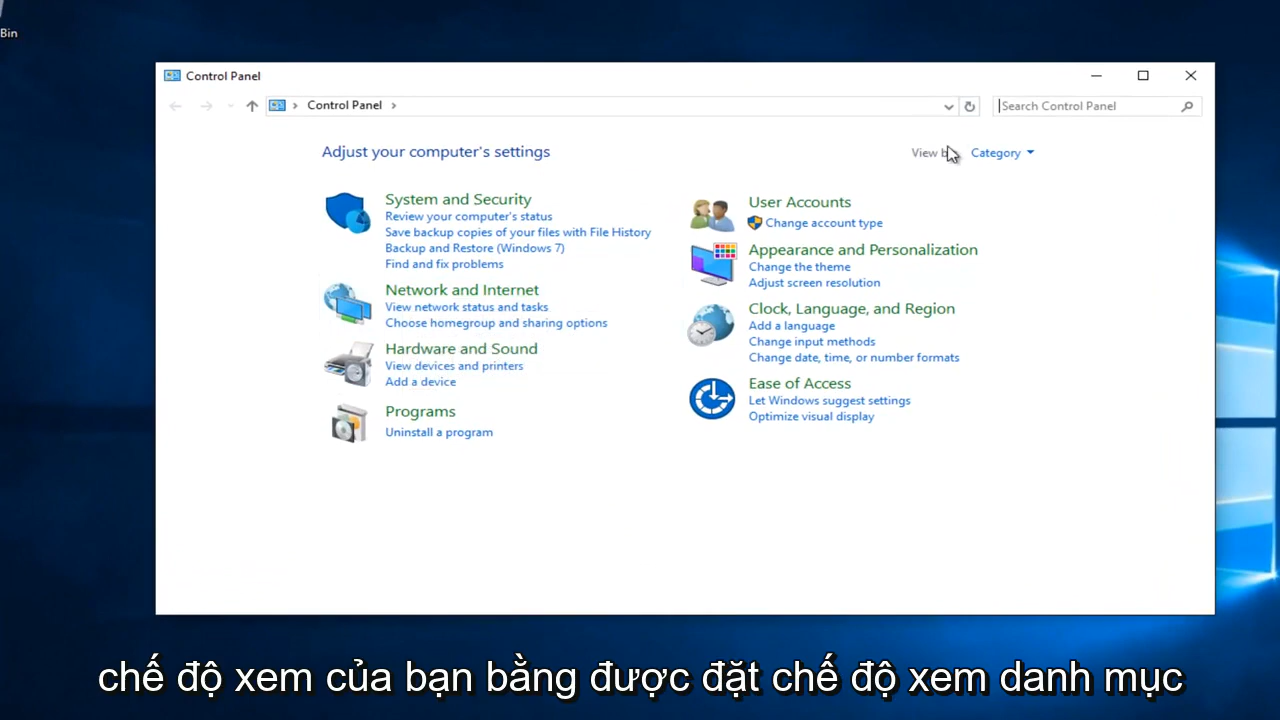 Bin
Control Panel
Control Panel
Search Control Panel
Adjust your computer's settings
View
Category
System and Security
Review your computer's status
Save backup copies of your files with File History
Backup and Restore (Windows 7)
Find and fix problems
Network and Internet
View network status and tasks
Choose homegroup and sharing options
Hardware and Sound
View devices and printers
Add a device
Programs
Uninstall a program
User Accounts
Change account type
Appearance and Personalization
Change the theme
Adjust screen resolution
Clock, Language, and Region
Add a language
Change input methods
Change date, time, or number formats
Ease of Access
Let Windows suggest settings
Optimize visual display
chế độ xem của bạn bằng được đặt chế độ xem danh mục